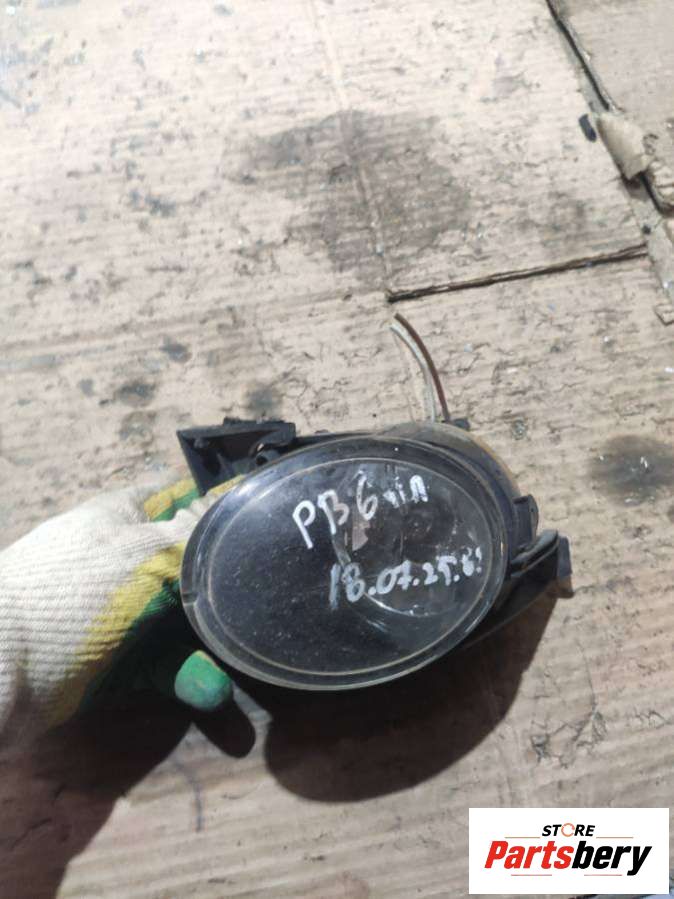 PB6
18.07.25.
STORE
Partsbery